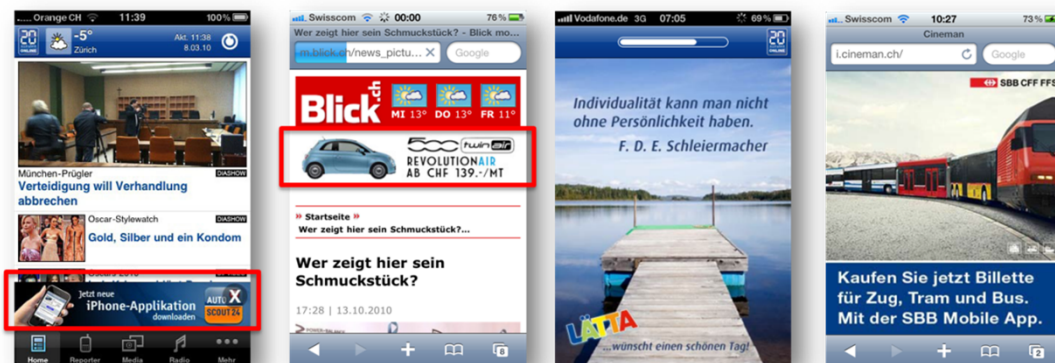 Orange CH 11:39 100%
20
-5°
Zürich
Akt. 11:38
8.03.10
München-Prügler
DIASHOW
Verteidigung will Verhandlung
abbrechen
Oscar-Stylewatch
DIASHOW
Gold, Silber und ein Kondom
Jetzt neue
iPhone-Applikation
downloaden
AUTO
SCOUT24
X
Home Reporter Media Radio Mehr
Swisscom 00:00 76%
Wer zeigt hier sein Schmuckstück? - Blick mo...
m.blick.ch/news_pictu... X Google
Blick.ch
MI 13° DO 13° FR 11°
500 twin air
REVOLUTIONAIR
AB CHF 139.-/MT
» Startseite »
Wer zeigt hier sein Schmuckstück?...
Wer zeigt hier sein
Schmuckstück?
17:28 | 13.10.2010
8
Vodafone.de 3G 07:05 69%
20
Individualität kann man nicht
ohne Persönlichkeit haben.
F. D. E. Schleiermacher
LÄTTA
...wünscht einen schönen Tag!
Swisscom 10:27 73%
Cineman
i.cineman.ch/ Google
SBB CFF FFS
Kaufen Sie jetzt Billette
für Zug, Tram und Bus.
Mit der SBB Mobile App.